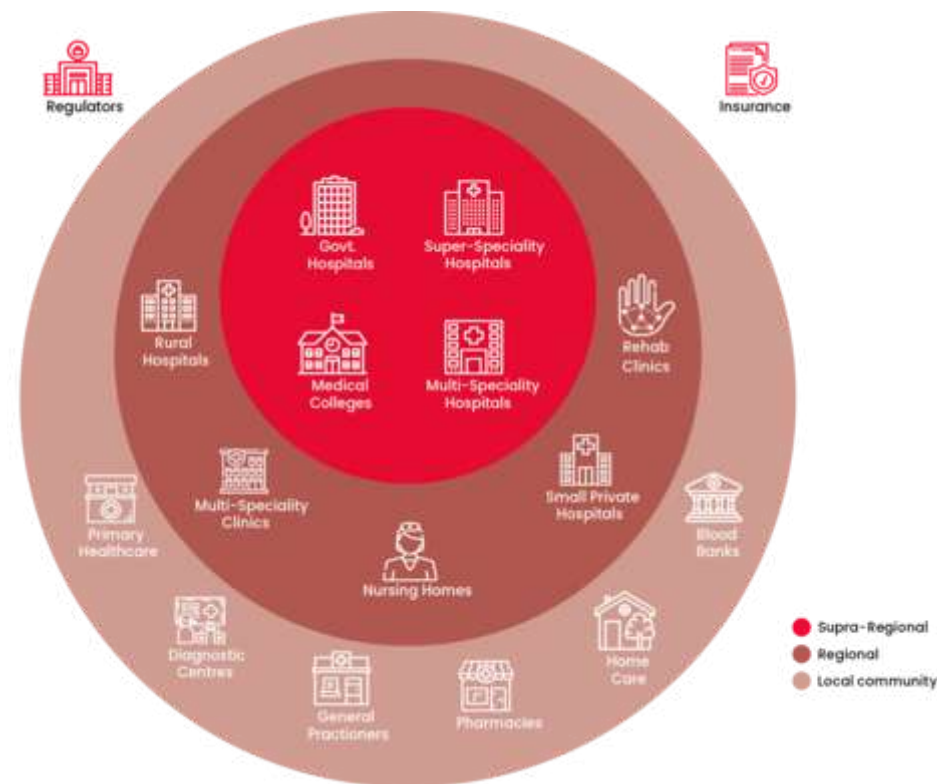 Regulators
Insurance
Govt.
Hospitals
Super-Speciality
Hospitals
Rural
Hospitals
Rehab
Clinics
Medical
Colleges
Multi-Speciality
Hospitals
Multi-Speciality
Clinics
Small Private
Hospitals
Primary
Healthcare
Blood
Banks
Nursing Homes
Diagnostic
Centres
Home
Care
General
Practioners
Pharmacies
Supra-Regional
Regional
Local community